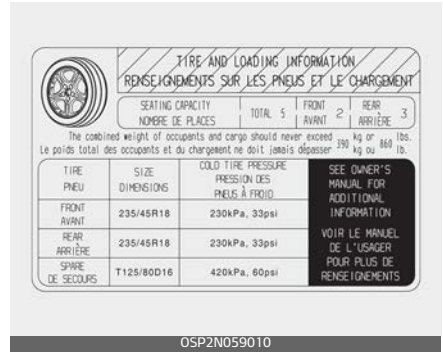 TIRE AND LOADING INFORMATION
RENSEIGNEMENTS SUR LES PNEUS ET LE CHARGEMENT
SEATING CAPACITY
NOMBRE DE PLACES
TOTAL 5
FRONT
AVANT
2
REAR
ARRIÈRE
3
The combined weight of occupants and cargo should never exceed 390 kg or 860 lbs.
Le poids total des occupants et du chargement ne doit jamais dépasser 390 kg ou 860 lb.
TIRE
PNEU
SIZE
DIMENSIONS
COLD TIRE PRESSURE
PRESSION DES
PNEUS À FROID
FRONT
AVANT
235/45R18
230kPa, 33psi
REAR
ARRIÈRE
235/45R18
230kPa, 33psi
SPARE
DE SECOURS
T125/80D16
420kPa, 60psi
SEE OWNER'S
MANUAL FOR
ADDITIONAL
INFORMATION
VOIR LE MANUEL
DE L'USAGER
POUR PLUS DE
RENSEIGNEMENTS
OSP2N059010